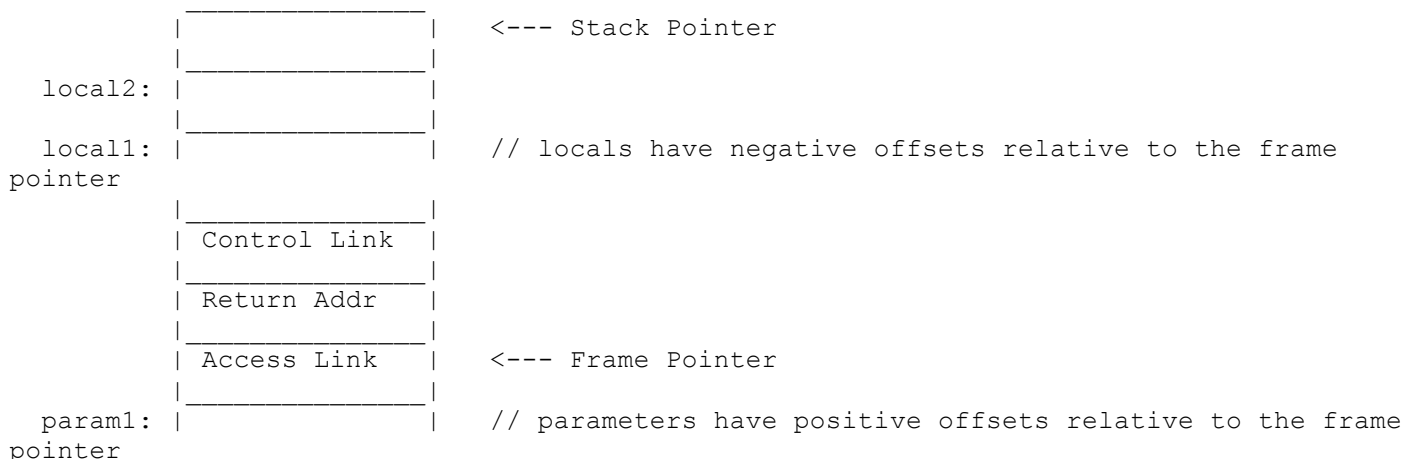 <--- Stack Pointer
local2:
local1: // locals have negative offsets relative to the frame
pointer
Control Link
Return Addr
Access Link <--- Frame Pointer
param1: // parameters have positive offsets relative to the frame
pointer